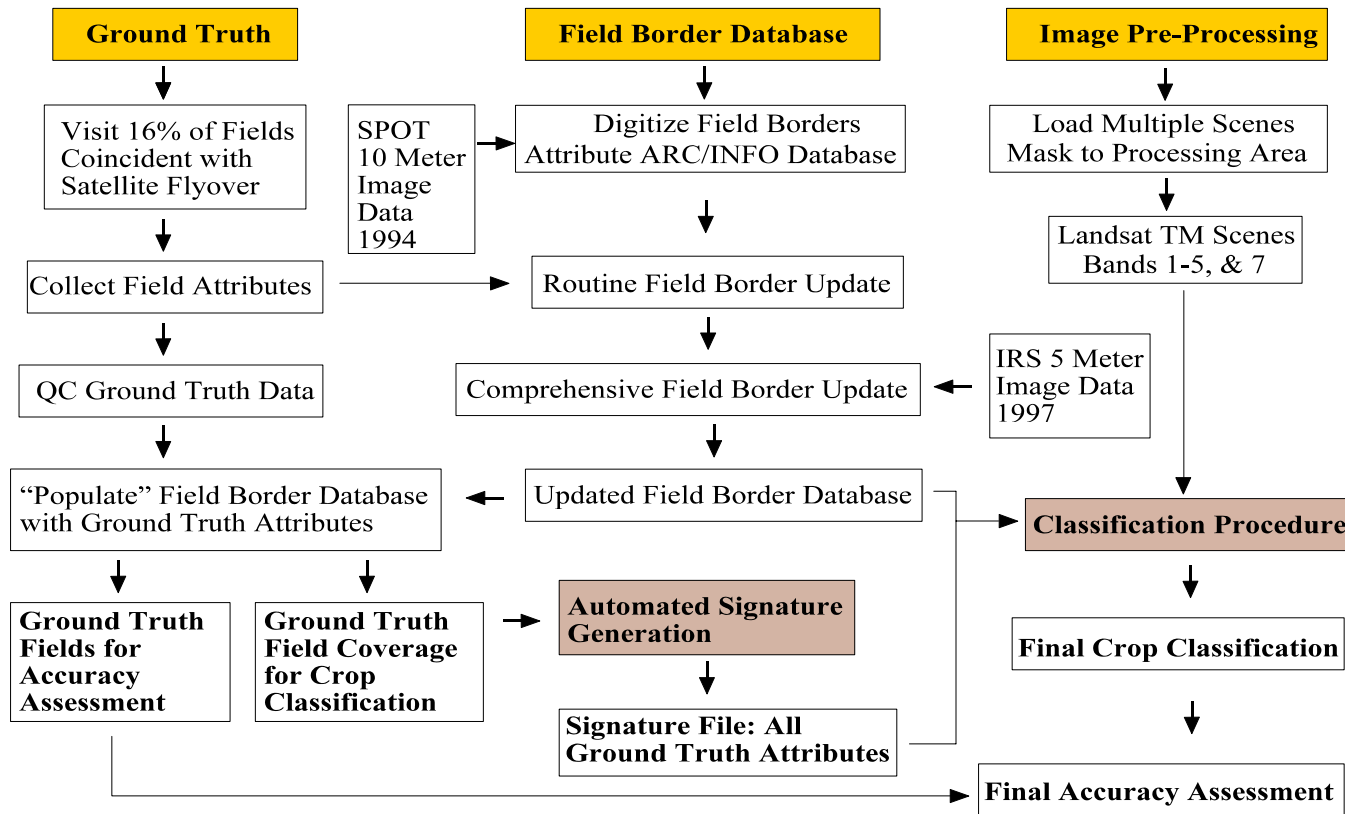 Ground Truth
Field Border Database
Image Pre-Processing
Visit 16% of Fields
Coincident with
Satellite Flyover
SPOT
10 Meter
Image
Data
1994
Digitize Field Borders
Attribute ARC/INFO Database
Load Multiple Scenes
Mask to Processing Area
Landsat TM Scenes
Bands 1-5, & 7
Collect Field Attributes
Routine Field Border Update
QC Ground Truth Data
Comprehensive Field Border Update
IRS 5 Meter
Image Data
1997
“Populate” Field Border Database
with Ground Truth Attributes
Updated Field Border Database
Classification Procedure
Ground Truth
Fields for
Accuracy
Assessment
Ground Truth
Field Coverage
for Crop
Classification
Automated Signature
Generation
Final Crop Classification
Signature File: All
Ground Truth Attributes
Final Accuracy Assessment